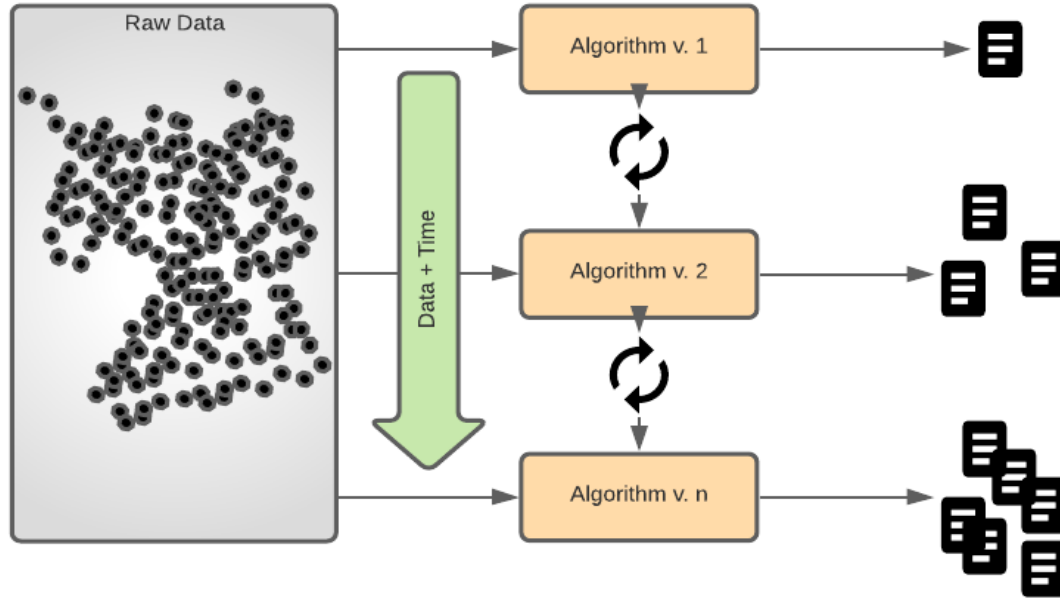 Raw Data
Algorithm v. 1
Data + Time
Algorithm v. 2
Algorithm v. n